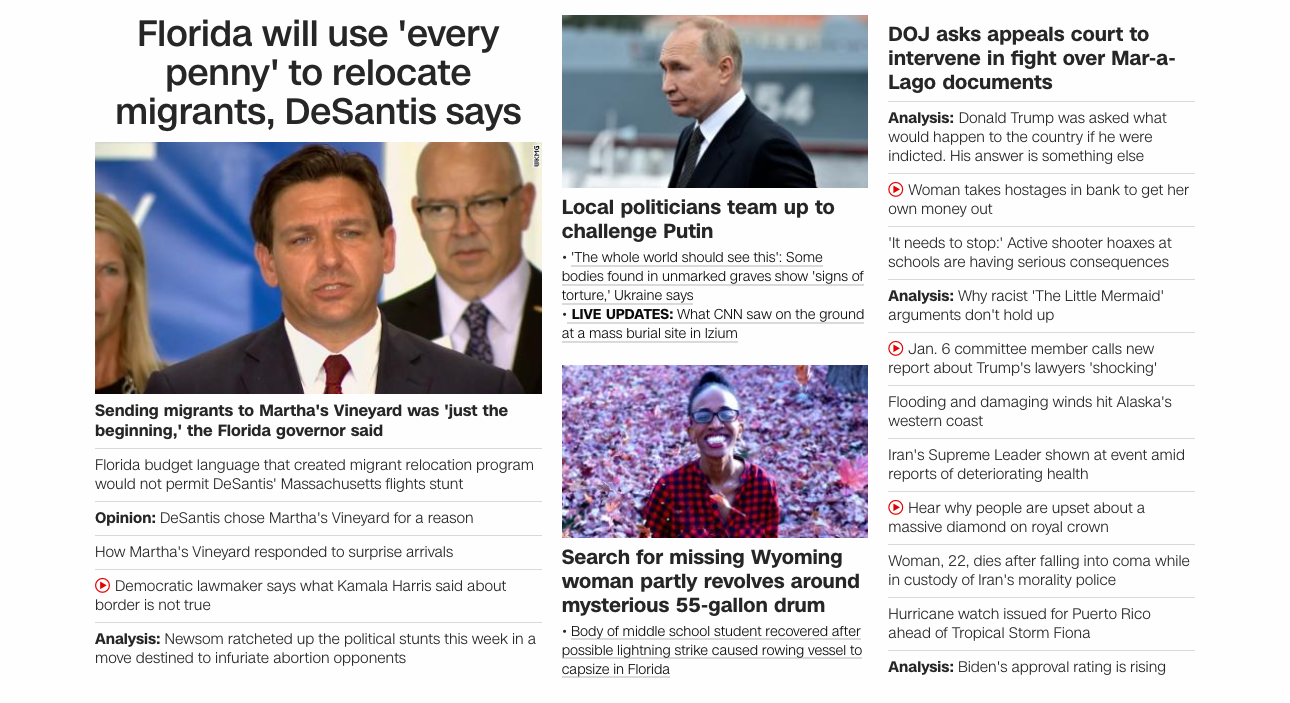 Florida will use 'every
penny' to relocate
migrants, DeSantis says
Sending migrants to Martha's Vineyard was 'just the
beginning,' the Florida governor said
Florida budget language that created migrant relocation program
would not permit DeSantis' Massachusetts flights stunt
Opinion: DeSantis chose Martha's Vineyard for a reason
How Martha's Vineyard responded to surprise arrivals
Democratic lawmaker says what Kamala Harris said about
border is not true
Analysis: Newsom ratcheted up the political stunts this week in a
move destined to infuriate abortion opponents
54
Local politicians team up to
challenge Putin
• 'The whole world should see this': Some
bodies found in unmarked graves show 'signs of
torture,' Ukraine says
• LIVE UPDATES: What CNN saw on the ground
at a mass burial site in Izium
Search for missing Wyoming
woman partly revolves around
mysterious 55-gallon drum
• Body of middle school student recovered after
possible lightning strike caused rowing vessel to
capsize in Florida
DOJ asks appeals court to
intervene in fight over Mar-a-
Lago documents
Analysis: Donald Trump was asked what
would happen to the country if he were
indicted. His answer is something else
Woman takes hostages in bank to get her
own money out
'It needs to stop:' Active shooter hoaxes at
schools are having serious consequences
Analysis: Why racist 'The Little Mermaid'
arguments don't hold up
Jan. 6 committee member calls new
report about Trump's lawyers 'shocking'
Flooding and damaging winds hit Alaska's
western coast
Iran's Supreme Leader shown at event amid
reports of deteriorating health
Hear why people are upset about a
massive diamond on royal crown
Woman, 22, dies after falling into coma while
in custody of Iran's morality police
Hurricane watch issued for Puerto Rico
ahead of Tropical Storm Fiona
Analysis: Biden's approval rating is rising